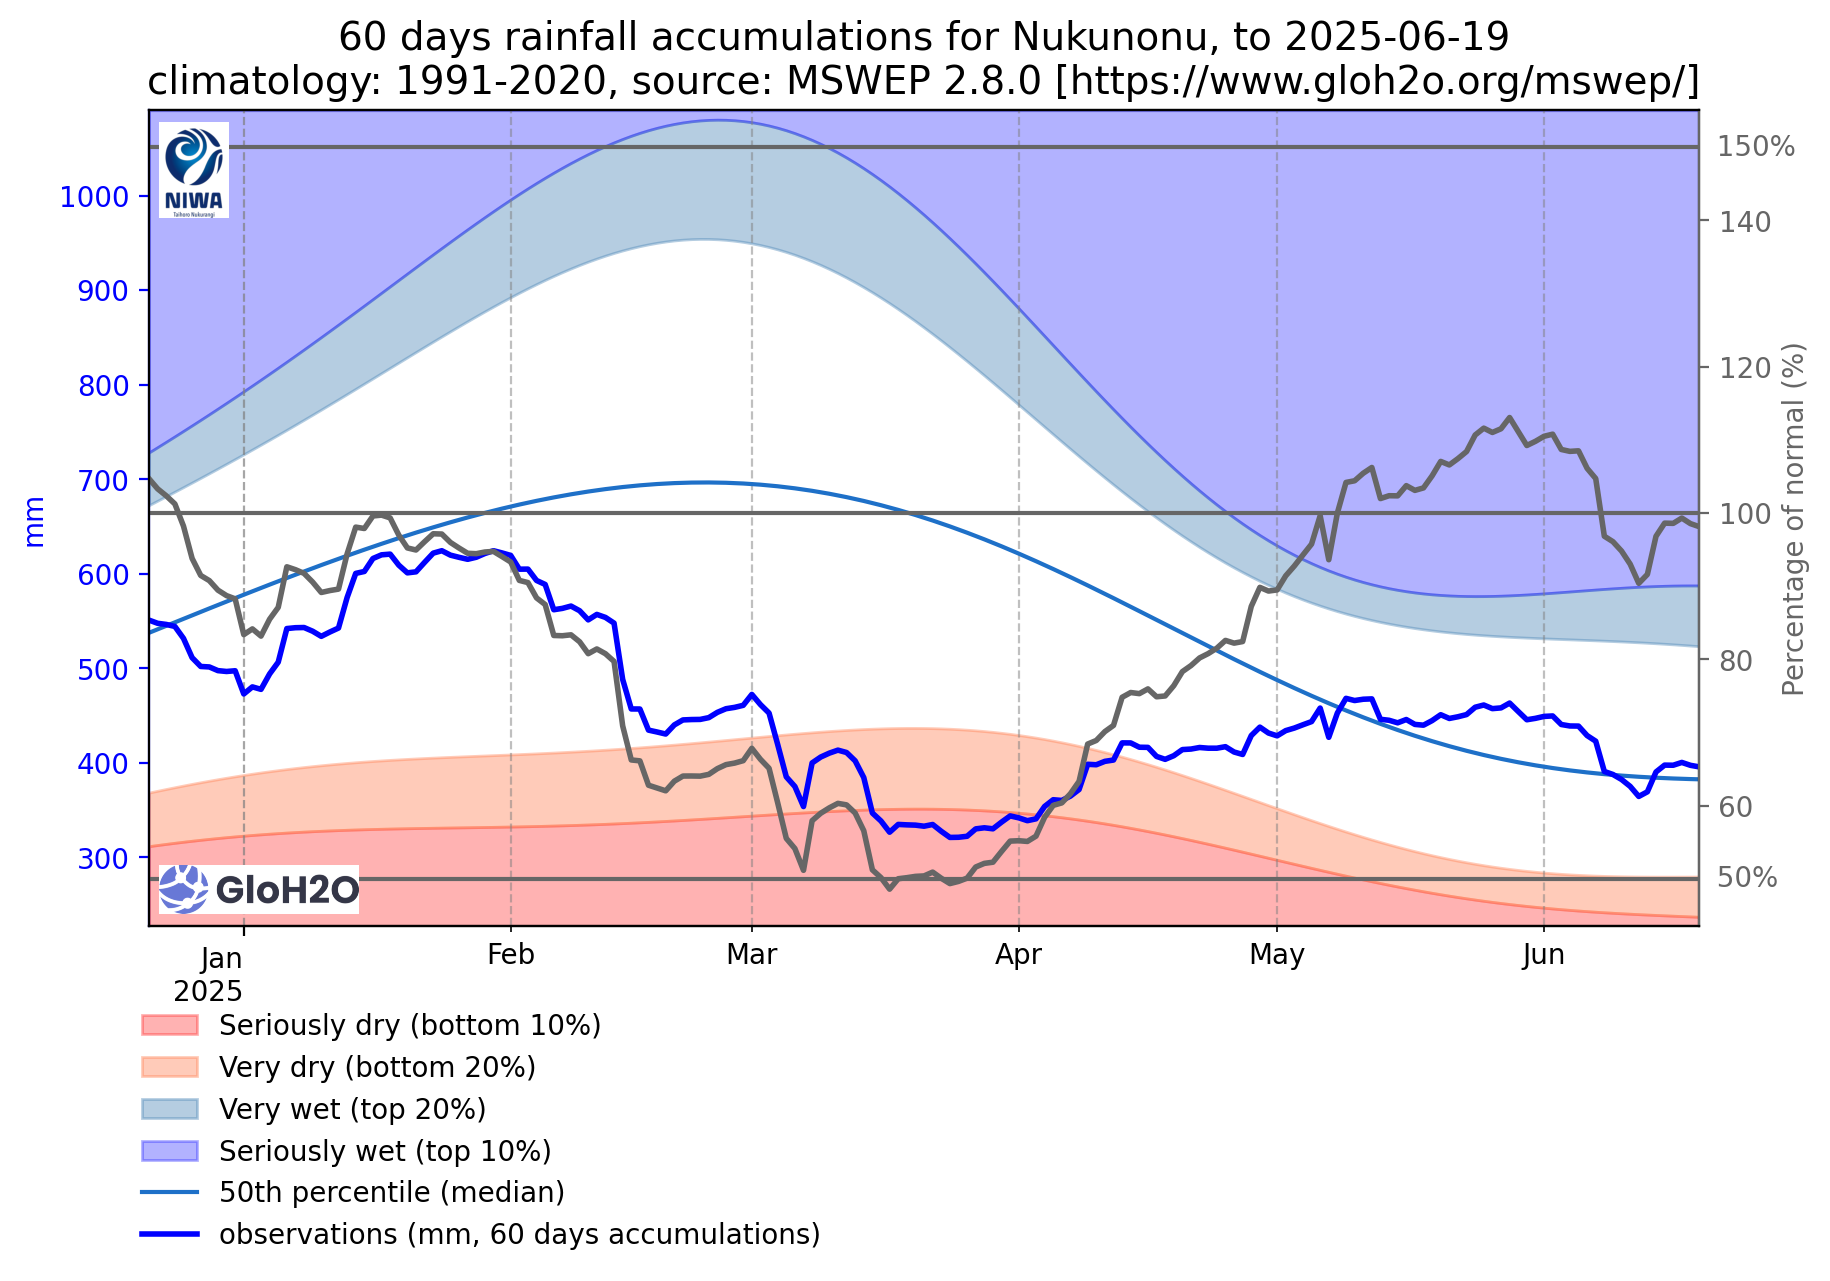 60 days rainfall accumulations for Nukunonu, to 2025-06-19
climatology: 1991-2020, source: MSWEP 2.8.0 [https://www.gloh2o.org/mswep/]
NIWA
Taihoro Nukurangi
1000
900
800
700
600
500
400
300
mm
150%
140
120
100
80
60
50%
Percentage of normal (%)
GloH2O
Jan
2025
Feb
Mar
Apr
May
Jun
Seriously dry (bottom 10%)
Very dry (bottom 20%)
Very wet (top 20%)
Seriously wet (top 10%)
50th percentile (median)
observations (mm, 60 days accumulations)